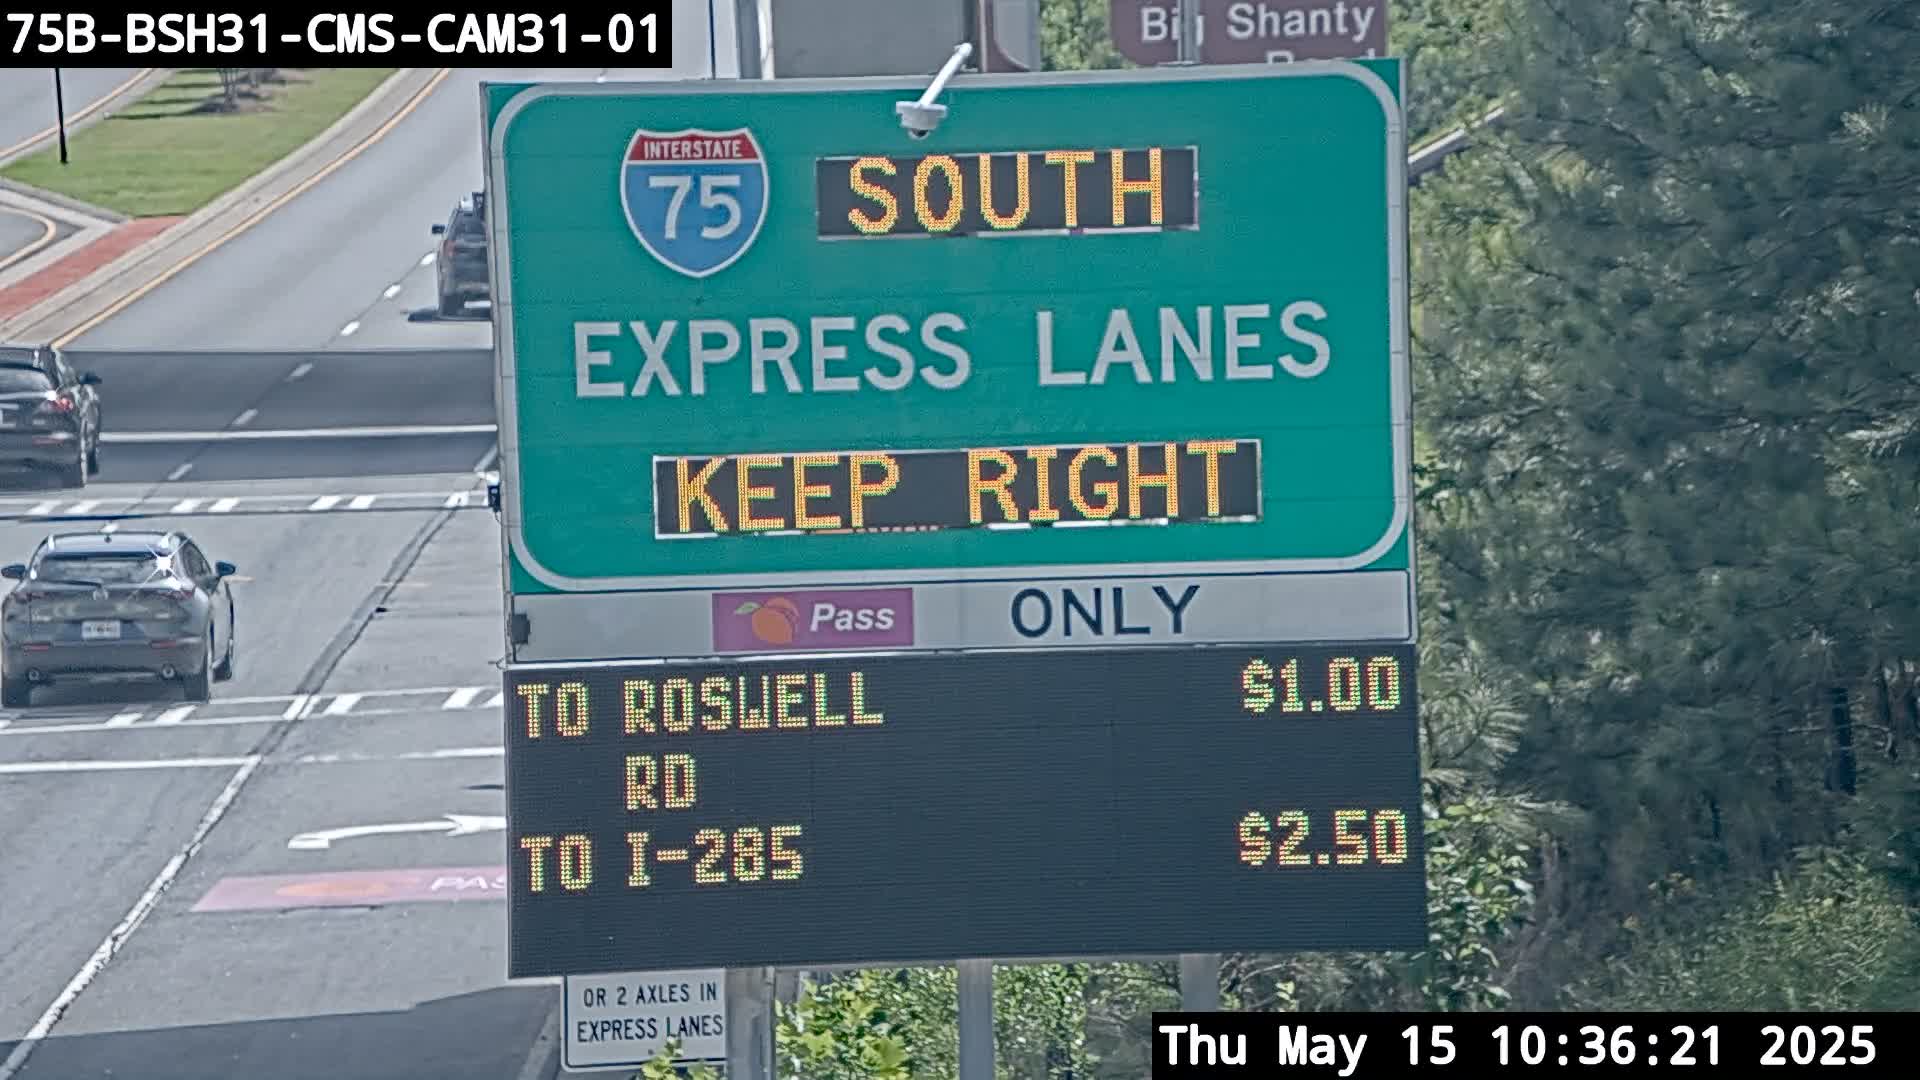 75B-BSH31-CMS-CAM31-01
Big Shanty
INTERSTATE
75
SOUTH
EXPRESS LANES
KEEP RIGHT
Pass ONLY
TO ROSWELL $1.00
RD
TO I-285 $2.50
OR 2 AXLES IN
EXPRESS LANES
Thu May 15 10:36:21 2025